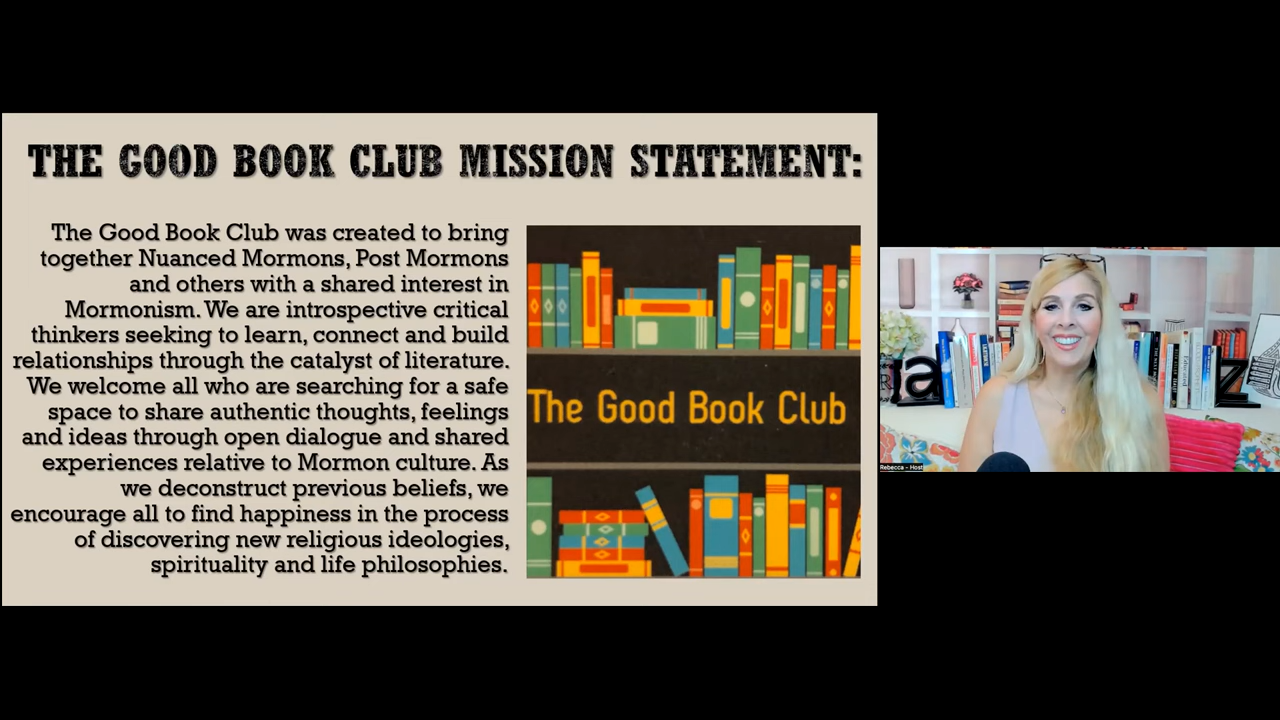 THE GOOD BOOK CLUB MISSION STATEMENT:
The Good Book Club was created to bring
together Nuanced Mormons, Post Mormons
and others with a shared interest in
Mormonism. We are introspective critical
thinkers seeking to learn, connect and build
relationships through the catalyst of literature.
We welcome all who are searching for a safe
space to share authentic thoughts, feelings
and ideas through open dialogue and shared
experiences relative to Mormon culture. As
we deconstruct previous beliefs, we
encourage all to find happiness in the process
of discovering new religious ideologies,
spirituality and life philosophies.
The Good Book Club
a
z
Rebecca - Host